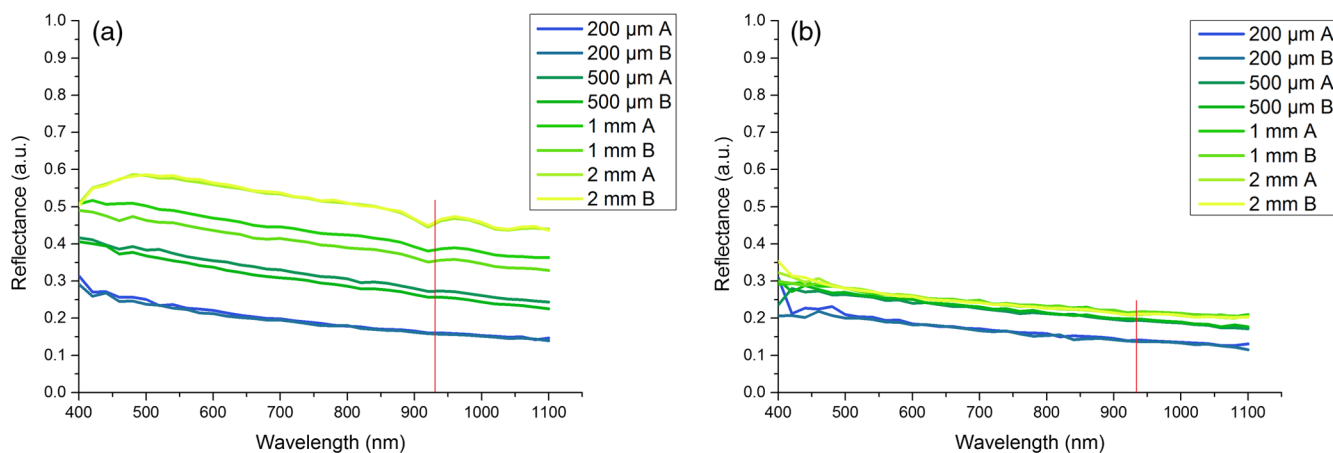 (a)
1.0
0.9
0.8
0.7
0.6
0.5
0.4
0.3
0.2
0.1
0.0
Reflectance (a.u.)
400 500 600 700 800 900 1000 1100
Wavelength (nm)
200 µm A
200 µm B
500 µm A
500 µm B
1 mm A
1 mm B
2 mm A
2 mm B
(b)
1.0
0.9
0.8
0.7
0.6
0.5
0.4
0.3
0.2
0.1
0.0
Reflectance (a.u.)
400 500 600 700 800 900 1000 1100
Wavelength (nm)
200 µm A
200 µm B
500 µm A
500 µm B
1 mm A
1 mm B
2 mm A
2 mm B